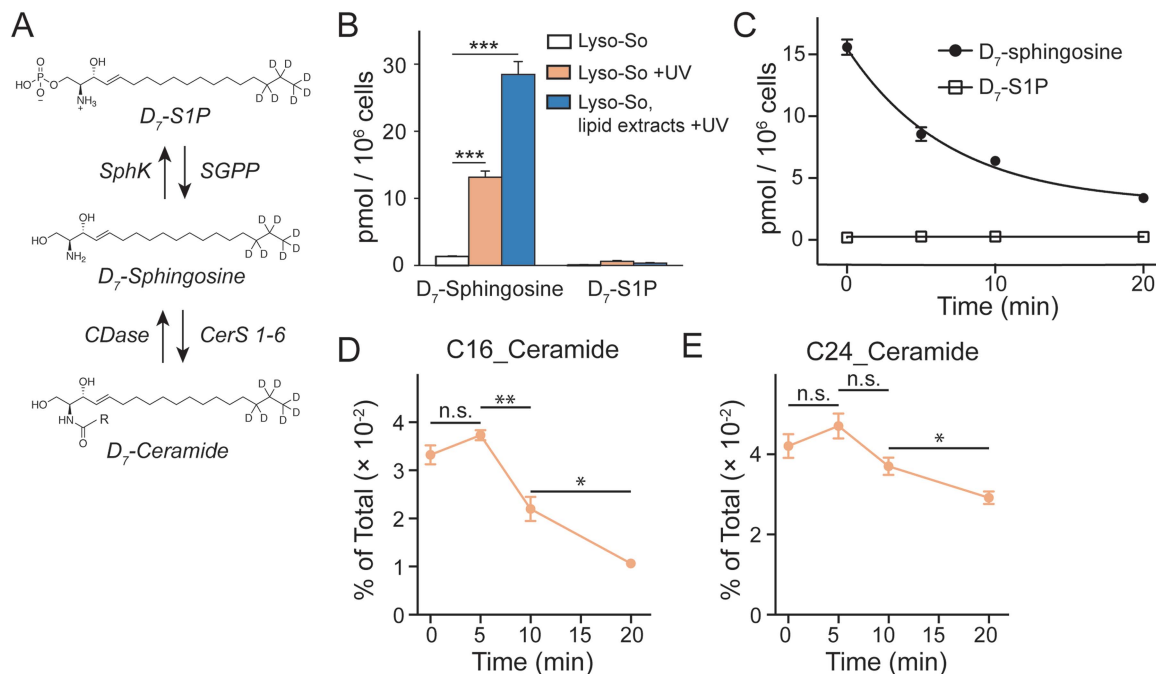 A
OH
HO
P
O
O
O⁻
NH₃
+
D D
D D
D
D D
D₇-S1P
SphK
SGPP
OH
HO
NH₂
D D
D D
D
D D
D₇-Sphingosine
CDase
CerS 1-6
OH
HO
HN
R
O
D D
D D
D
D D
D₇-Ceramide
B
pmol / 10⁶ cells
30
20
10
0
***
***
Lyso-So
Lyso-So +UV
Lyso-So,
lipid extracts +UV
D₇-Sphingosine
D₇-S1P
C
pmol / 10⁶ cells
15
10
5
0
D₇-sphingosine
D₇-S1P
0 10 20
Time (min)
D
C16_Ceramide
% of Total (× 10⁻²)
4
3
2
1
0
n.s.
**
*
0 5 10 15 20
Time (min)
E
C24_Ceramide
% of Total (× 10⁻²)
4
2
0
n.s.
n.s.
*
0 5 10 15 20
Time (min)